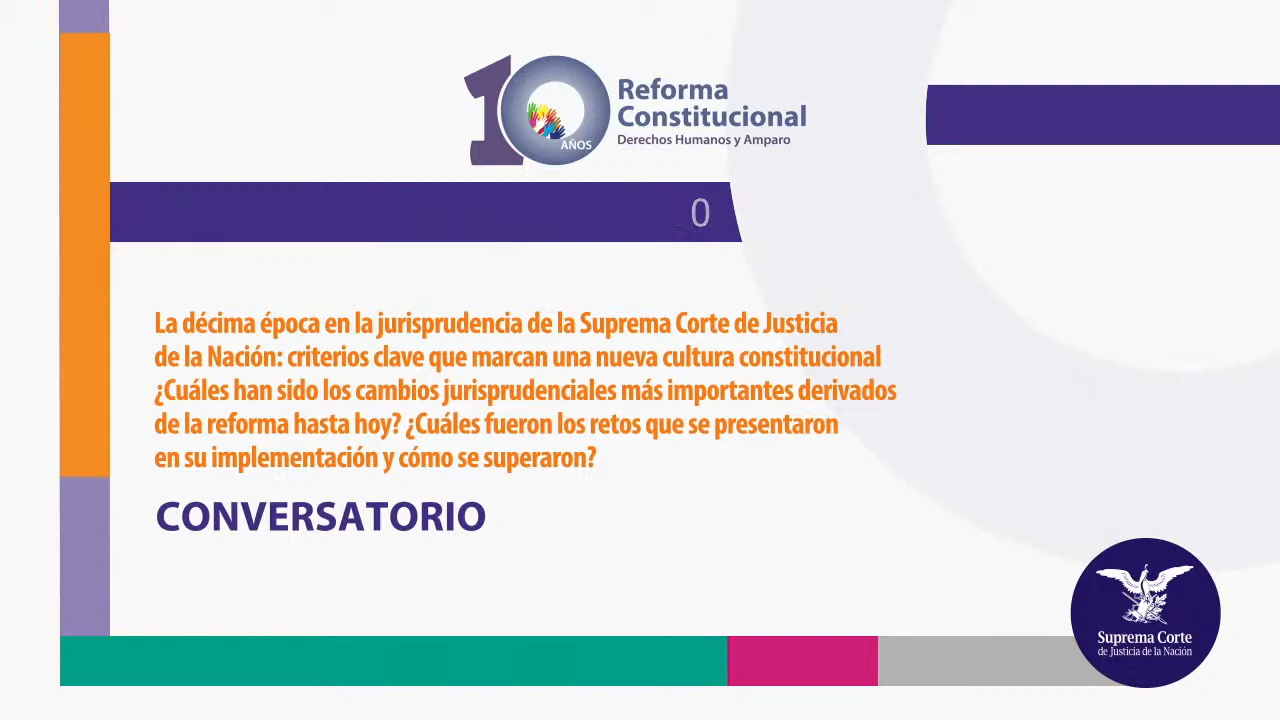 10 AÑOS
Reforma
Constitucional
Derechos Humanos y Amparo
0
La décima época en la jurisprudencia de la Suprema Corte de Justicia
de la Nación: criterios clave que marcan una nueva cultura constitucional
¿Cuáles han sido los cambios jurisprudenciales más importantes derivados
de la reforma hasta hoy? ¿Cuáles fueron los retos que se presentaron
en su implementación y cómo se superaron?
CONVERSATORIO
Suprema Corte
de Justicia de la Nación